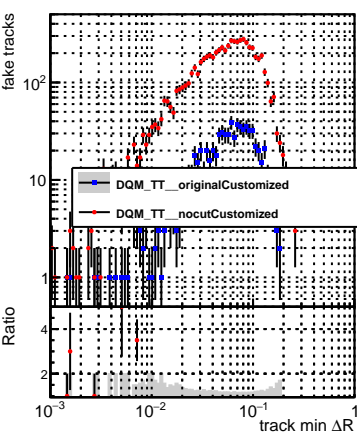 fake tracks
10²
10
1
DQM_TT__originalCustomized
DQM_TT__nocutCustomized
Ratio
4
2
10⁻³ 10⁻² 10⁻¹ 1
track min ΔR